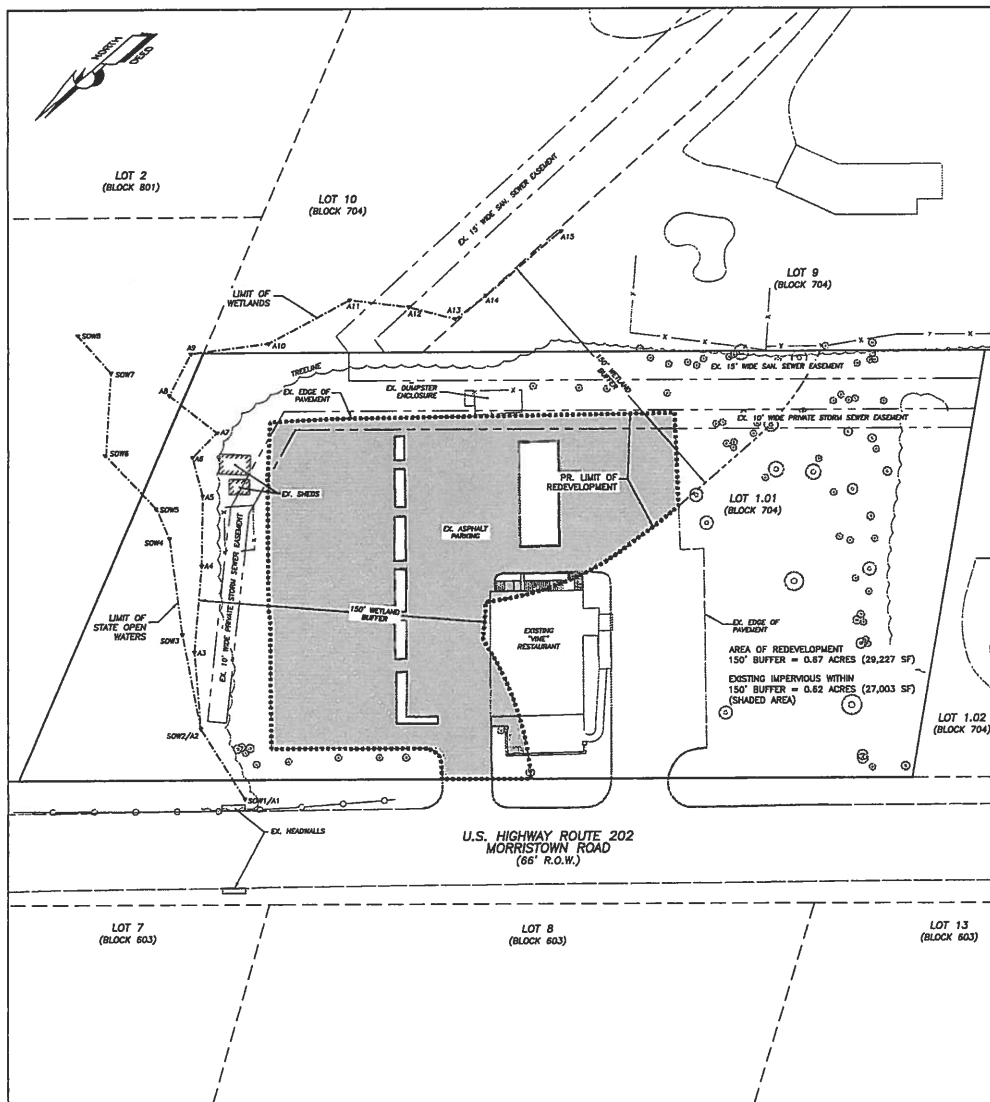 NORTH
DEED
LOT 2
(BLOCK 801)
LOT 10
(BLOCK 704)
EX. 15' WIDE SAN. SEWER EASEMENT
A15
LIMIT OF
WETLANDS
A14
A13
A12
A11
A10
A9
A8
A7
A6
A5
A4
A3
LOT 9
(BLOCK 704)
SOW8
SOW7
SOW6
SOW5
SOW4
SOW3
SOW2/A2
SOW1/A1
TREELINE
150' WETLAND
BUFFER
EX. 15' WIDE SAN. SEWER EASEMENT
EX. EDGE OF
PAVEMENT
EX. DUMPSTER
ENCLOSURE
EX. 10' WIDE PRIVATE STORM SEWER EASEMENT
PR. LIMIT OF
REDEVELOPMENT
LOT 1.01
(BLOCK 704)
EX. SHEDS
EX. ASPHALT
PARKING
EX. 10' WIDE PRIVATE STORM SEWER EASEMENT
LIMIT OF
STATE OPEN
WATERS
150' WETLAND
BUFFER
EXISTING
"VINE"
RESTAURANT
EX. EDGE OF
PAVEMENT
AREA OF REDEVELOPMENT
150' BUFFER = 0.67 ACRES (29,227 SF)
EXISTING IMPERVIOUS WITHIN
150' BUFFER = 0.62 ACRES (27,003 SF)
(SHADED AREA)
LOT 1.02
(BLOCK 704)
EX. HEADWALLS
U.S. HIGHWAY ROUTE 202
MORRISTOWN ROAD
(66' R.O.W.)
LOT 7
(BLOCK 603)
LOT 8
(BLOCK 603)
LOT 13
(BLOCK 603)